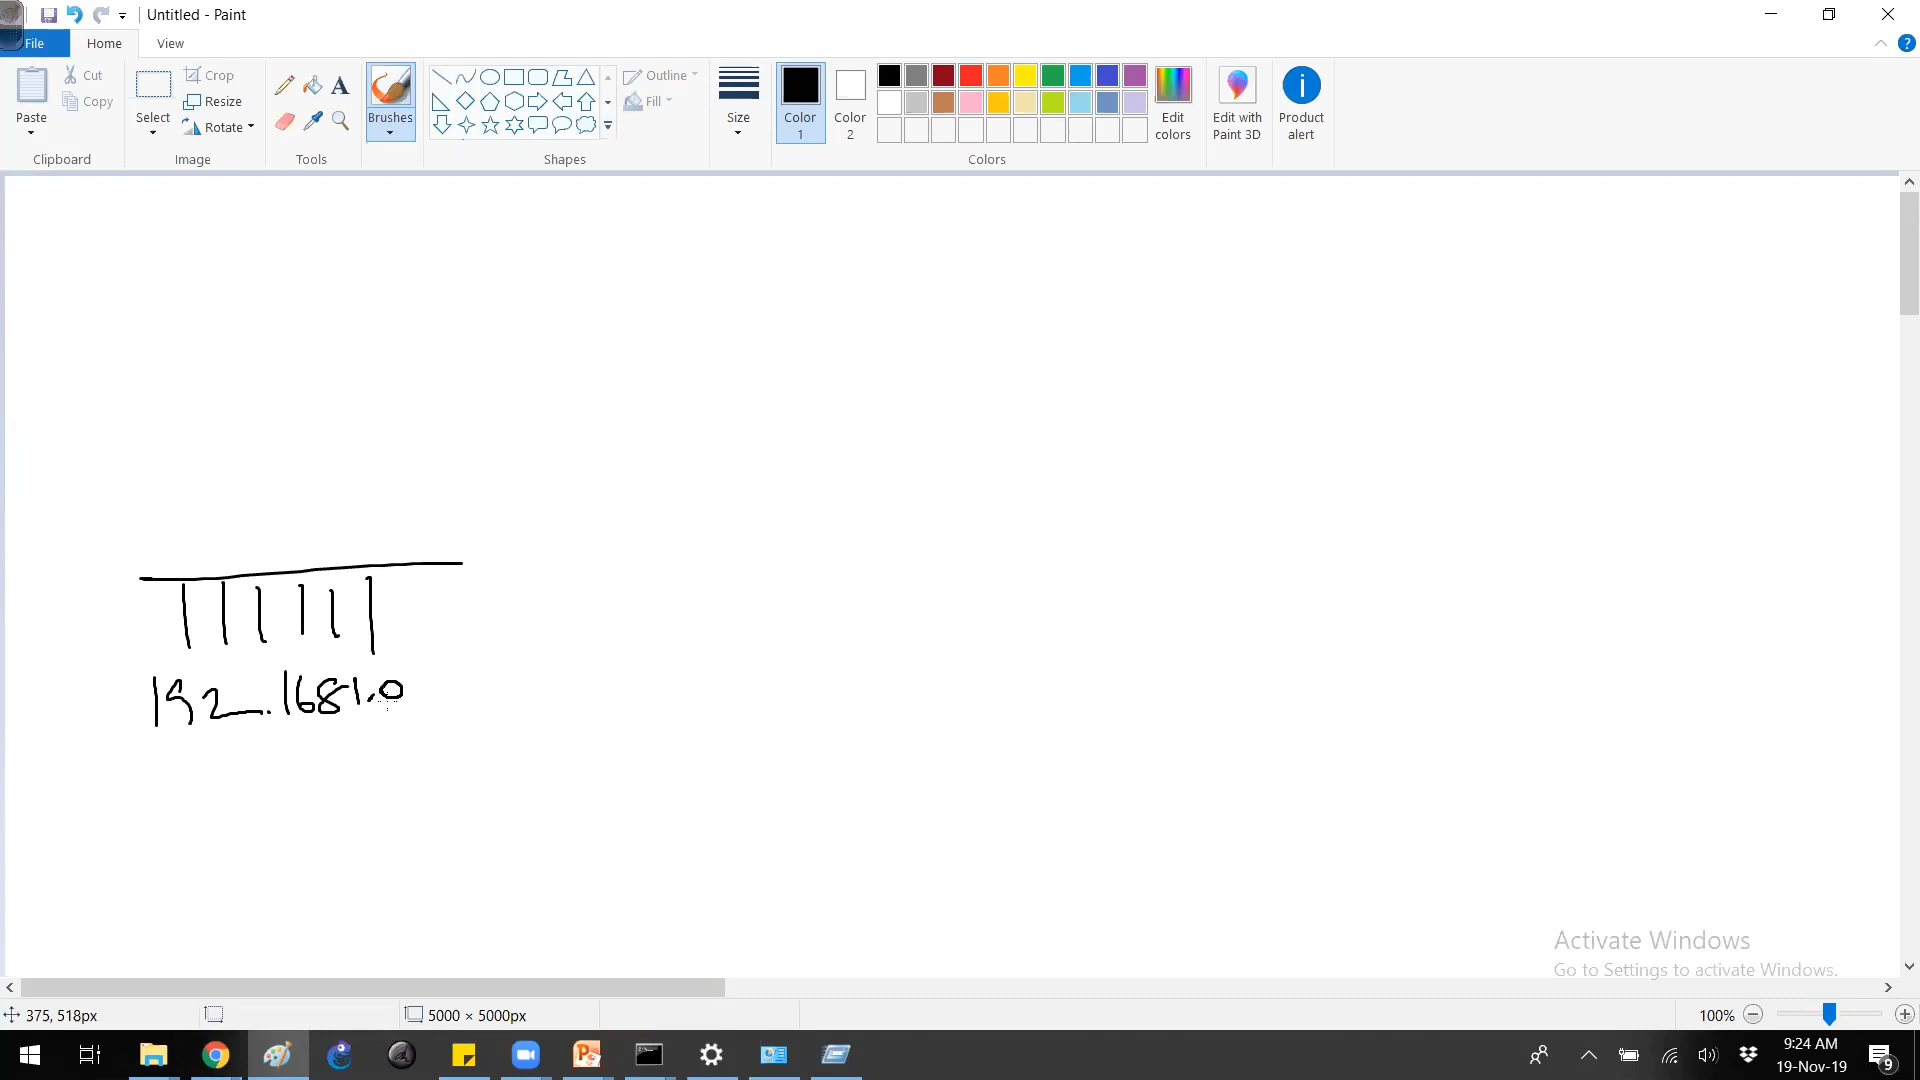 Untitled - Paint
File Home View
Paste
Cut
Copy
Clipboard
Select
Crop
Resize
Rotate
Image
Tools
Brushes
Shapes
Outline
Fill
Size
Color 1
Color 2
Colors
Edit colors
Edit with Paint 3D
Product alert
192.1681.0
Activate Windows
Go to Settings to activate Windows.
375, 518px
5000 × 5000px
100%
9:24 AM
19-Nov-19
9